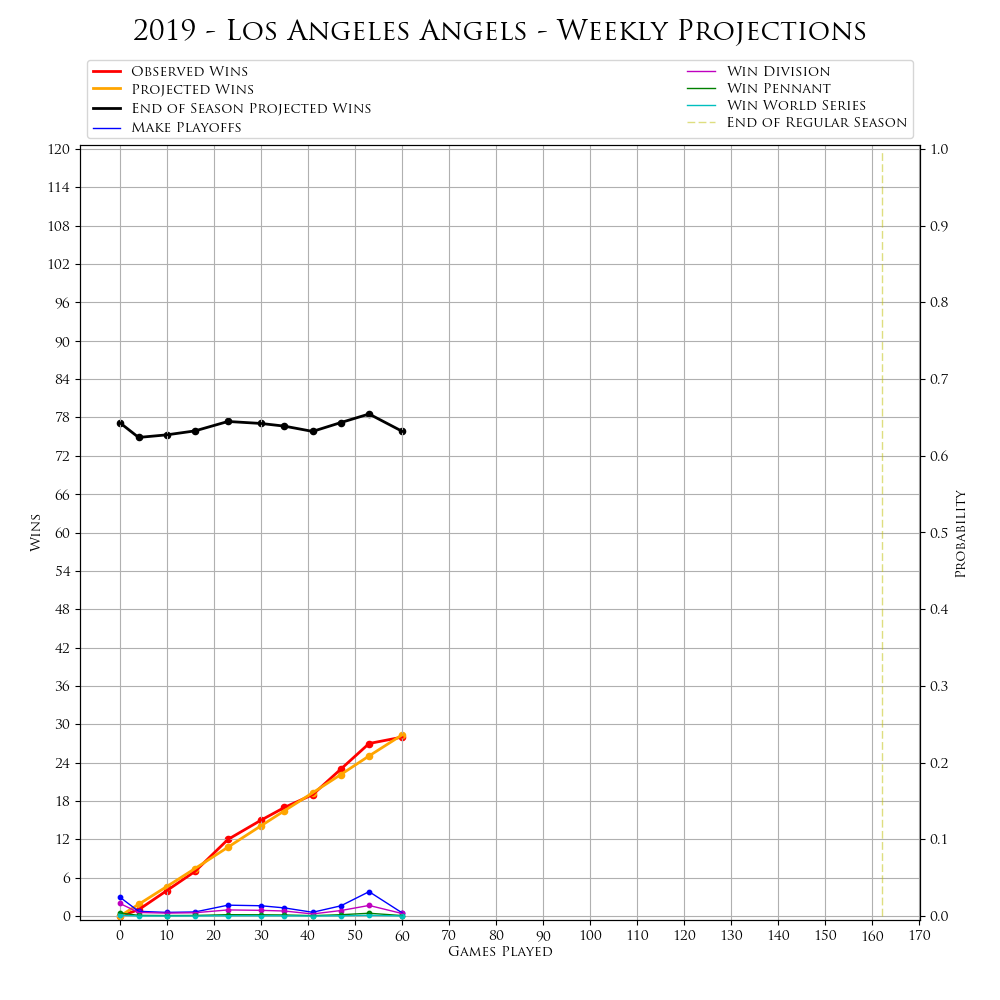 2019 - Los Angeles Angels - Weekly Projections
Observed Wins
Projected Wins
End of Season Projected Wins
Make Playoffs
Win Division
Win Pennant
Win World Series
End of Regular Season
120
114
108
102
96
90
84
78
72
66
60
54
48
42
36
30
24
18
12
6
0
Wins
1.0
0.9
0.8
0.7
0.6
0.5
0.4
0.3
0.2
0.1
0.0
Probability
0 10 20 30 40 50 60 70 80 90 100 110 120 130 140 150 160 170
Games Played